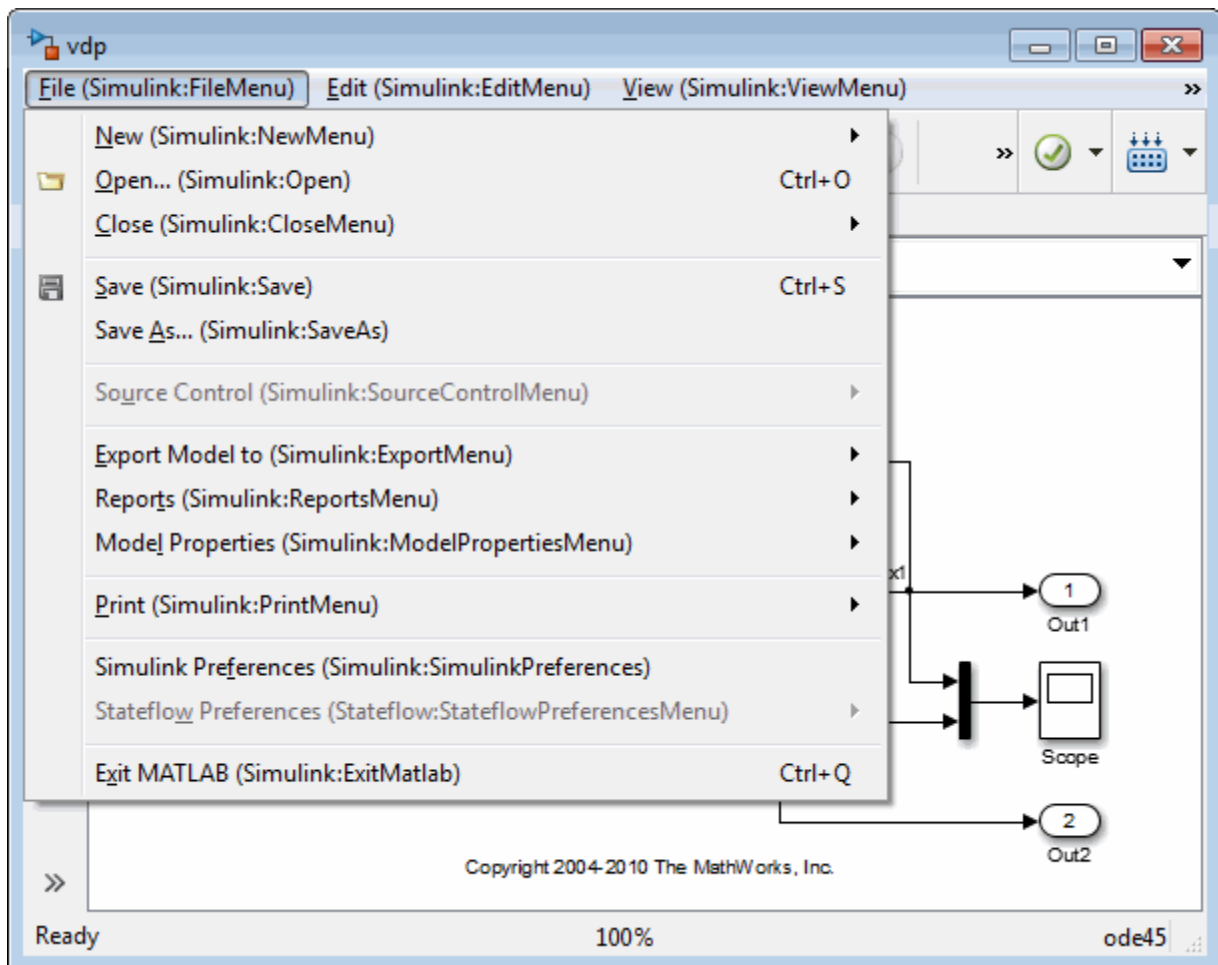 vdp
File (Simulink:FileMenu) Edit (Simulink:EditMenu) View (Simulink:ViewMenu) »
New (Simulink:NewMenu)
Open... (Simulink:Open) Ctrl+O
Close (Simulink:CloseMenu)
Save (Simulink:Save) Ctrl+S
Save As... (Simulink:SaveAs)
Source Control (Simulink:SourceControlMenu)
Export Model to (Simulink:ExportMenu)
Reports (Simulink:ReportsMenu)
Model Properties (Simulink:ModelPropertiesMenu)
Print (Simulink:PrintMenu)
Simulink Preferences (Simulink:SimulinkPreferences)
Stateflow Preferences (Stateflow:StateflowPreferencesMenu)
Exit MATLAB (Simulink:ExitMatlab) Ctrl+Q
x1
1
Out1
Scope
2
Out2
Copyright 2004-2010 The MathWorks, Inc.
Ready 100% ode45